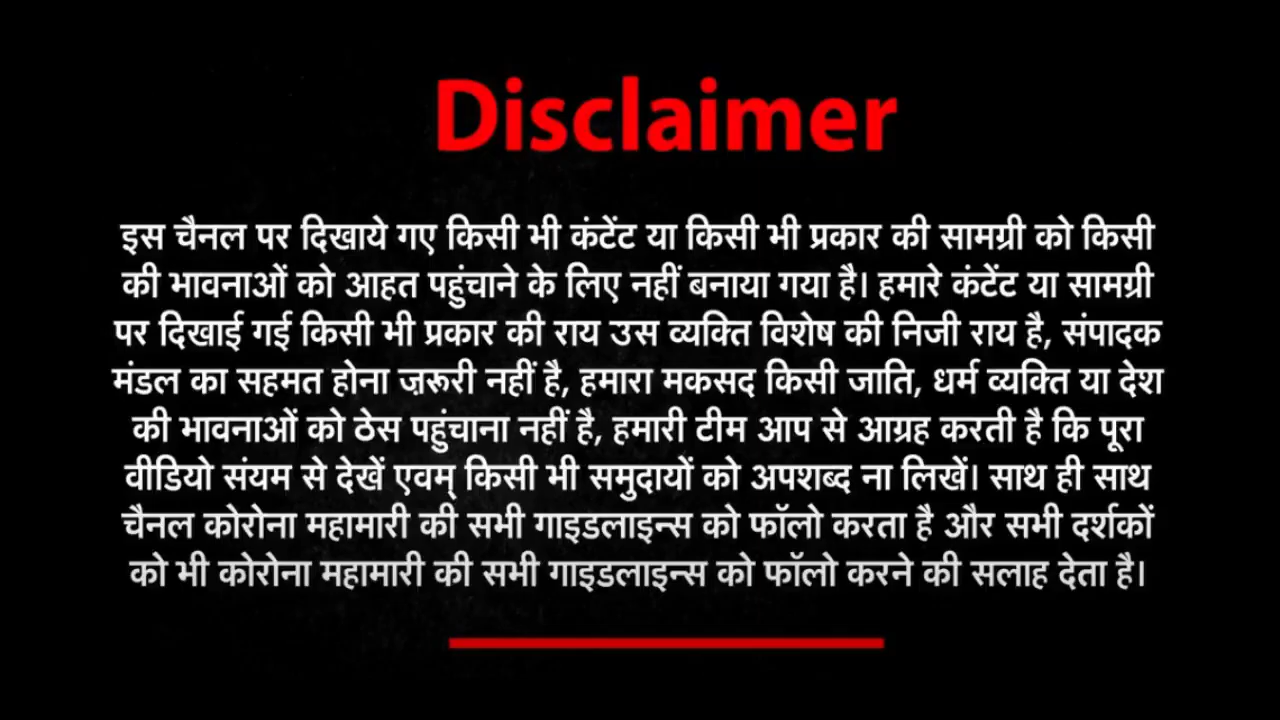 Disclaimer
इस चैनल पर दिखाये गए किसी भी कंटेंट या किसी भी प्रकार की सामग्री को किसी
की भावनाओं को आहत पहुंचाने के लिए नहीं बनाया गया है। हमारे कंटेंट या सामग्री
पर दिखाई गई किसी भी प्रकार की राय उस व्यक्ति विशेष की निजी राय है, संपादक
मंडल का सहमत होना ज़रूरी नहीं है, हमारा मकसद किसी जाति, धर्म व्यक्ति या देश
की भावनाओं को ठेस पहुंचाना नहीं है, हमारी टीम आप से आग्रह करती है कि पूरा
वीडियो संयम से देखें एवम् किसी भी समुदायों को अपशब्द ना लिखें। साथ ही साथ
चैनल कोरोना महामारी की सभी गाइडलाइन्स को फॉलो करता है और सभी दर्शकों
को भी कोरोना महामारी की सभी गाइडलाइन्स को फॉलो करने की सलाह देता है।